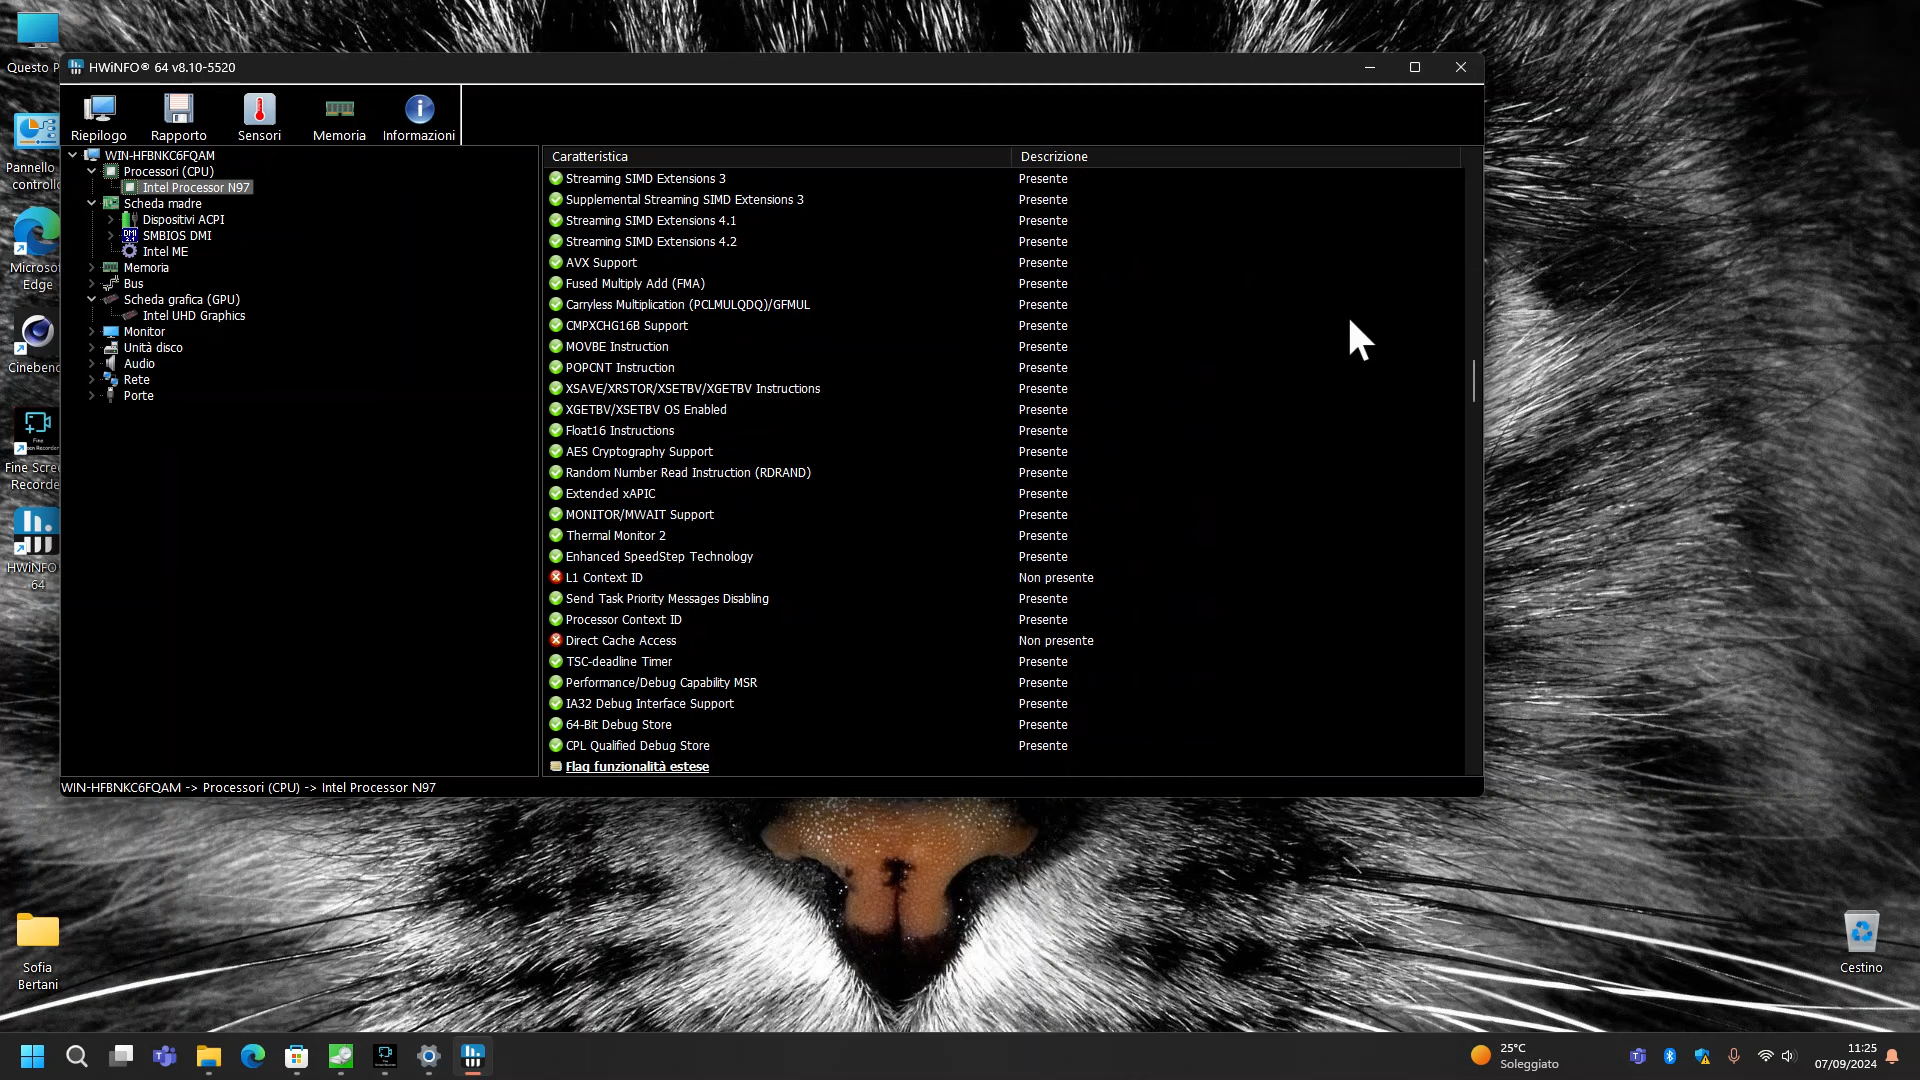 Questo P
HWiNFO® 64 v8.10-5520
Riepilogo
Rapporto
Sensori
Memoria
Informazioni
Pannello
controllo
Microsof
Edge
Cinebenc
Fine Scree
Recorde
HWiNFO
64
Sofia
Bertani
WIN-HFBNKC6FQAM
Processori (CPU)
Intel Processor N97
Scheda madre
Dispositivi ACPI
SMBIOS DMI
Intel ME
Memoria
Bus
Scheda grafica (GPU)
Intel UHD Graphics
Monitor
Unità disco
Audio
Rete
Porte
Caratteristica Descrizione
Streaming SIMD Extensions 3 Presente
Supplemental Streaming SIMD Extensions 3 Presente
Streaming SIMD Extensions 4.1 Presente
Streaming SIMD Extensions 4.2 Presente
AVX Support Presente
Fused Multiply Add (FMA) Presente
Carryless Multiplication (PCLMULQDQ)/GFMUL Presente
CMPXCHG16B Support Presente
MOVBE Instruction Presente
POPCNT Instruction Presente
XSAVE/XRSTOR/XSETBV/XGETBV Instructions Presente
XGETBV/XSETBV OS Enabled Presente
Float16 Instructions Presente
AES Cryptography Support Presente
Random Number Read Instruction (RDRAND) Presente
Extended xAPIC Presente
MONITOR/MWAIT Support Presente
Thermal Monitor 2 Presente
Enhanced SpeedStep Technology Presente
L1 Context ID Non presente
Send Task Priority Messages Disabling Presente
Processor Context ID Presente
Direct Cache Access Non presente
TSC-deadline Timer Presente
Performance/Debug Capability MSR Presente
IA32 Debug Interface Support Presente
64-Bit Debug Store Presente
CPL Qualified Debug Store Presente
Flag funzionalità estese
WIN-HFBNKC6FQAM -> Processori (CPU) -> Intel Processor N97
Cestino
25°C
Soleggiato
11:25
07/09/2024